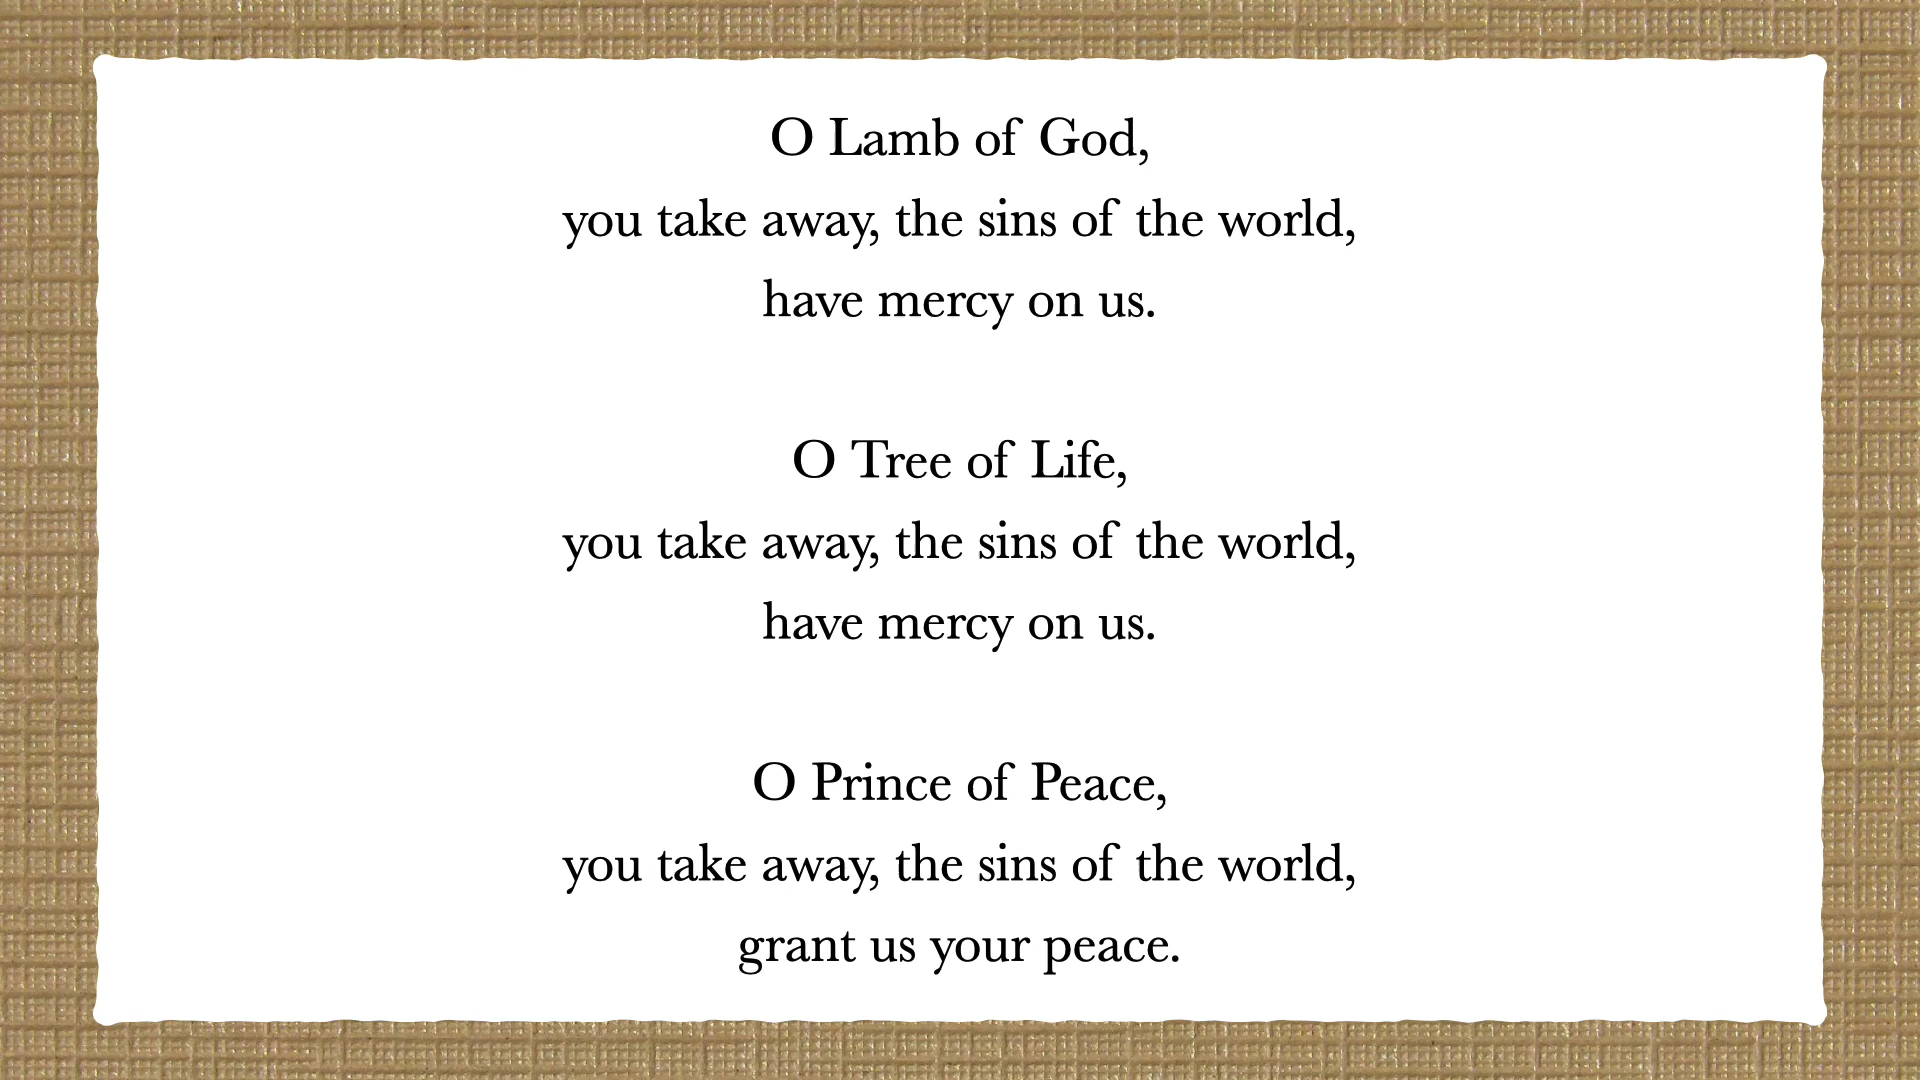 O Lamb of God,
you take away, the sins of the world,
have mercy on us.
O Tree of Life,
you take away, the sins of the world,
have mercy on us.
O Prince of Peace,
you take away, the sins of the world,
grant us your peace.